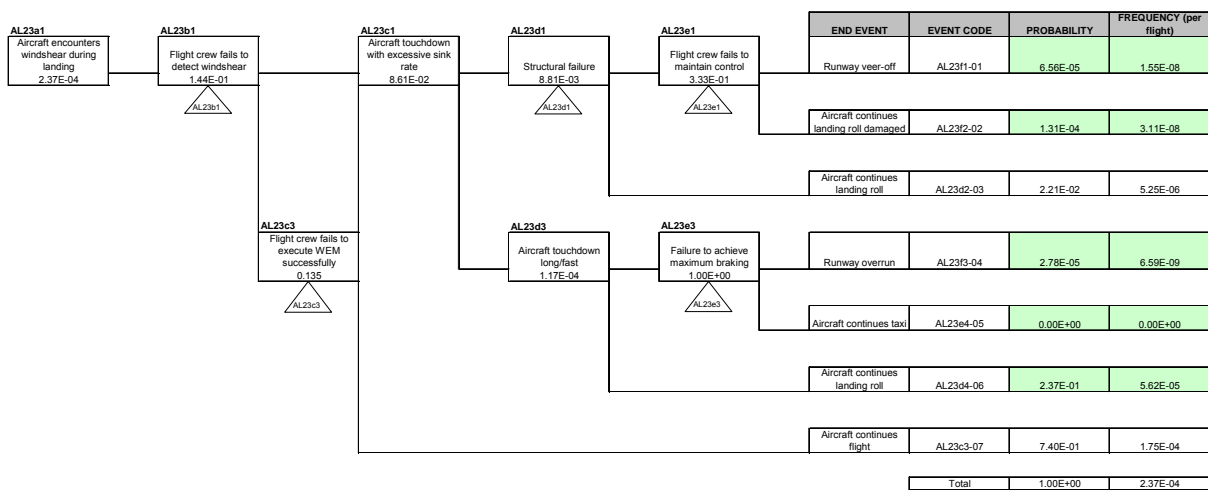 AL23a1
Aircraft encounters
windshear during
landing
2.37E-04
AL23b1
Flight crew fails to
detect windshear
1.44E-01
AL23b1
AL23c1
Aircraft touchdown
with excessive sink
rate
8.61E-02
AL23d1
Structural failure
8.81E-03
AL23d1
AL23e1
Flight crew fails to
maintain control
3.33E-01
AL23e1
END EVENT EVENT CODE PROBABILITY FREQUENCY (per
flight)
Runway veer-off AL23f1-01 6.56E-05 1.55E-08
Aircraft continues
landing roll damaged AL23f2-02 1.31E-04 3.11E-08
Aircraft continues
landing roll AL23d2-03 2.21E-02 5.25E-06
AL23c3
Flight crew fails to
execute WEM
successfully
0.135
AL23c3
AL23d3
Aircraft touchdown
long/fast
1.17E-04
AL23e3
Failure to achieve
maximum braking
1.00E+00
AL23e3
Runway overrun AL23f3-04 2.78E-05 6.59E-09
Aircraft continues taxi AL23e4-05 0.00E+00 0.00E+00
Aircraft continues
landing roll AL23d4-06 2.37E-01 5.62E-05
Aircraft continues
flight AL23c3-07 7.40E-01 1.75E-04
Total 1.00E+00 2.37E-04